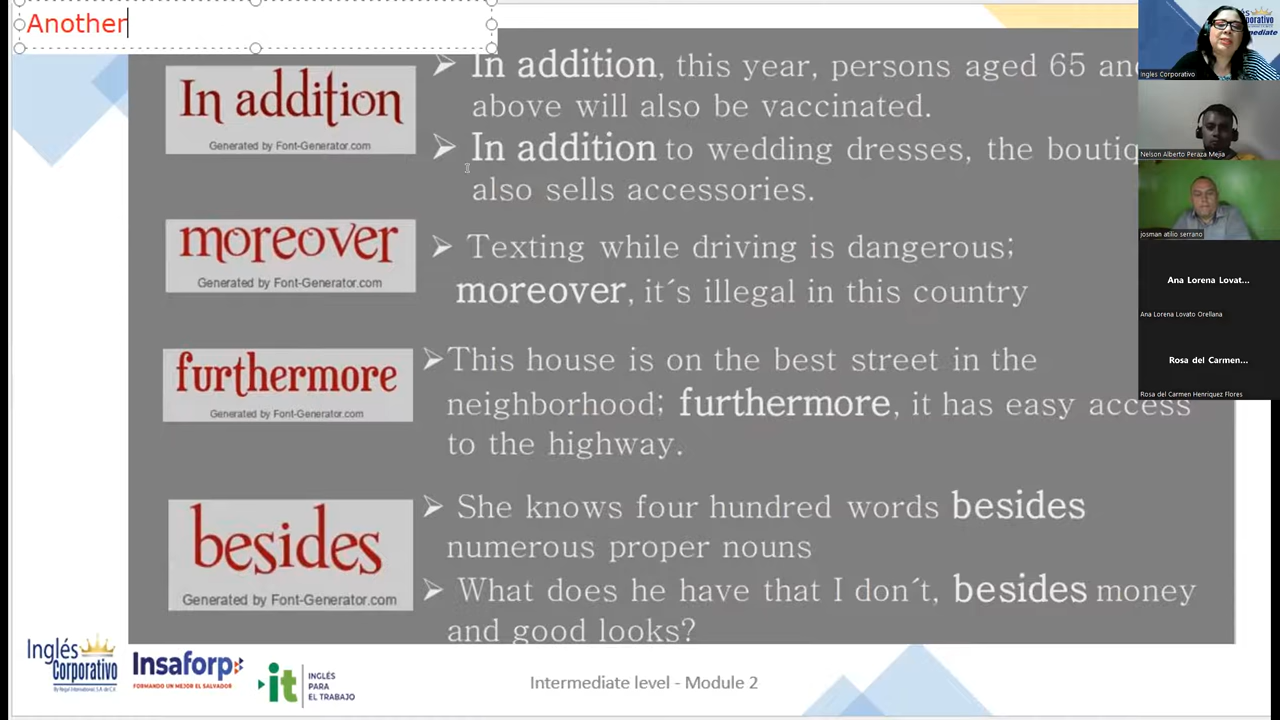 Another
In addition
Generated by Font-Generator.com
➢ In addition, this year, persons aged 65 an
above will also be vaccinated.
➢ In addition to wedding dresses, the boutiq
also sells accessories.
moreover
Generated by Font-Generator.com
➢ Texting while driving is dangerous;
moreover, it´s illegal in this country
furthermore
Generated by Font-Generator.com
➢ This house is on the best street in the
neighborhood; furthermore, it has easy access
to the highway.
besides
Generated by Font-Generator.com
➢ She knows four hundred words besides
numerous proper nouns
➢ What does he have that I don´t, besides money
and good looks?
Inglés
Corporativo
By Regal International, S.A. de C.V.
Insaforp
FORMANDO UN MEJOR EL SALVADOR
it
INGLÉS
PARA
EL TRABAJO
Intermediate level - Module 2
Inglés Corporativo
Nelson Alberto Peraza Mejia
josman atilio serrano
Ana Lorena Lovat...
Ana Lorena Lovato Orellana
Rosa del Carmen...
Rosa del Carmen Henriquez Flores